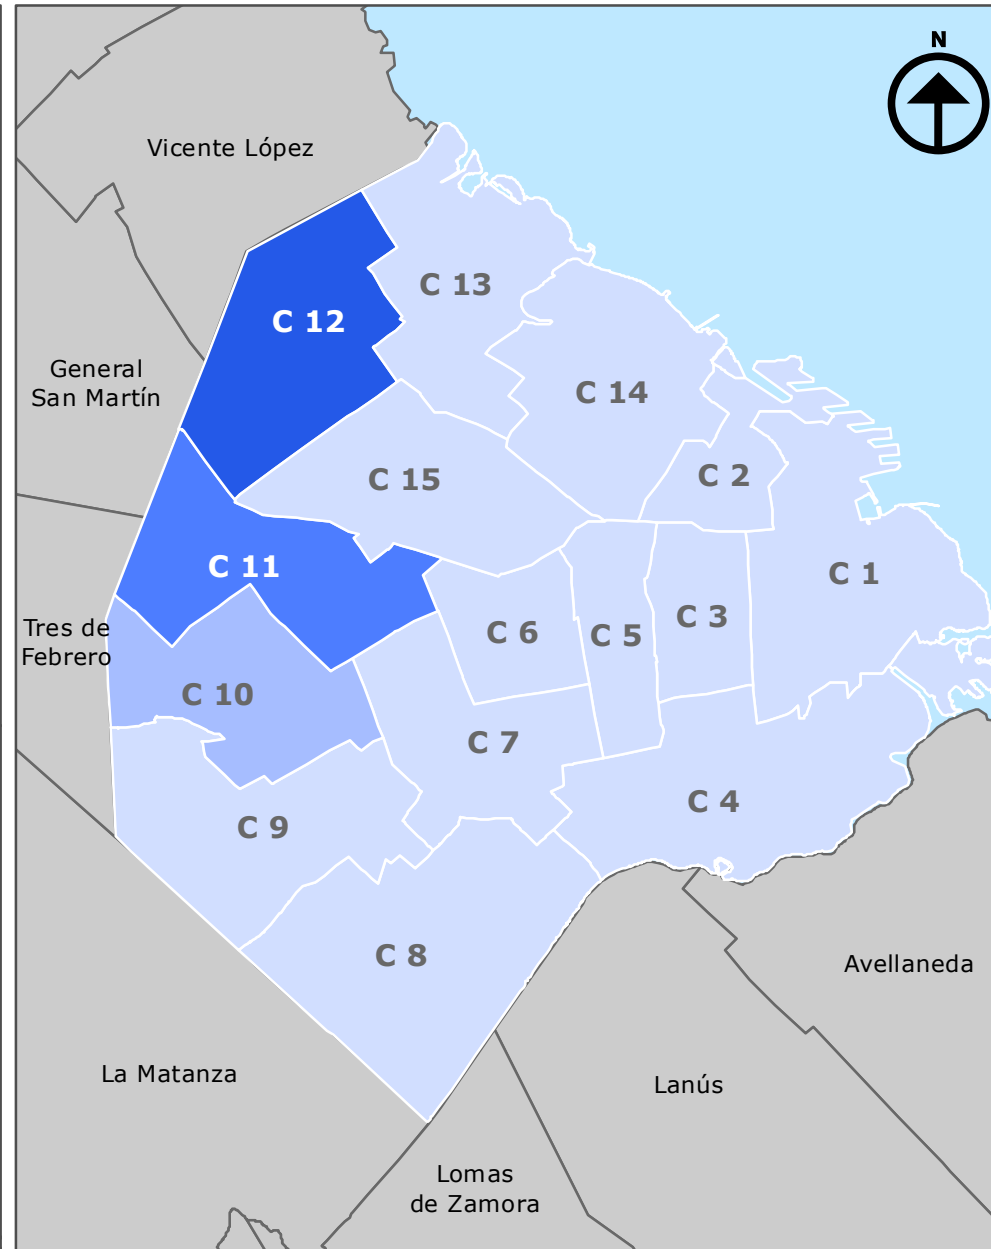 N
Vicente López
C 13
C 12
General
San Martín
C 14
C 15
C 2
C 11
C 1
Tres de
Febrero
C 6
C 5
C 3
C 10
C 7
C 4
C 9
C 8
Avellaneda
La Matanza
Lanús
Lomas
de Zamora